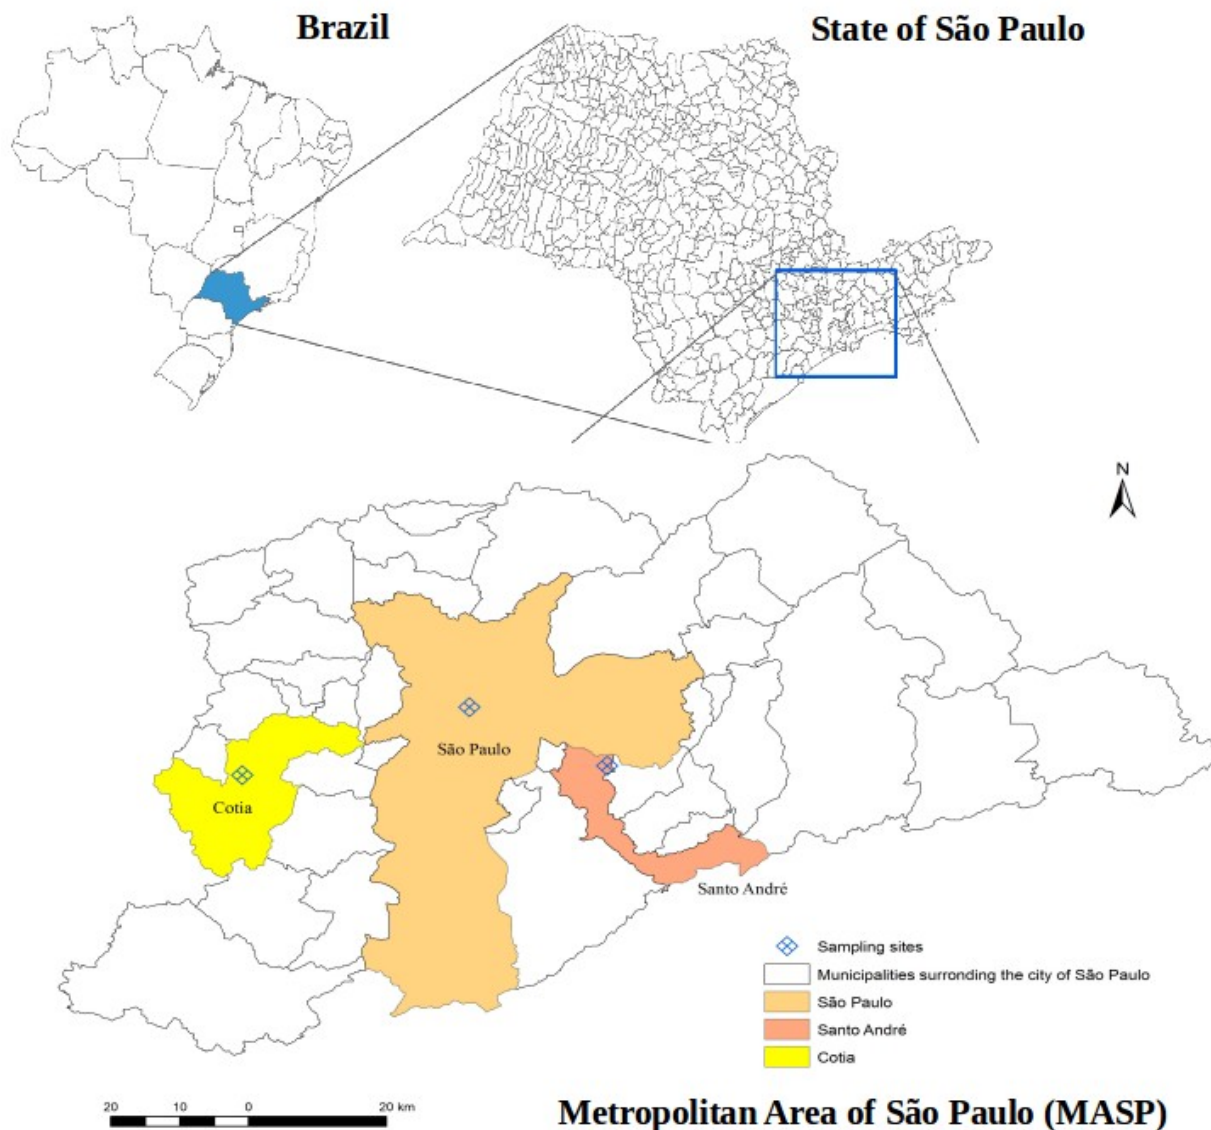 Brazil
State of São Paulo
N
São Paulo
Cotia
Santo André
Sampling sites
Municipalities surronding the city of São Paulo
São Paulo
Santo André
Cotia
20 10 0 20 km
Metropolitan Area of São Paulo (MASP)